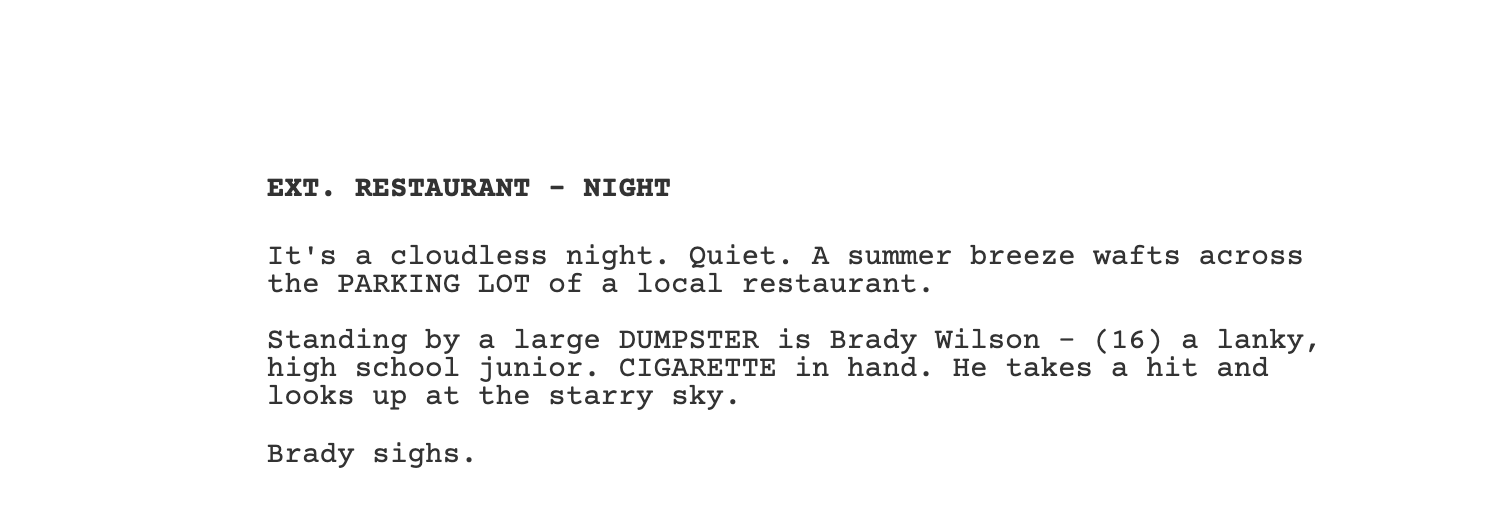 EXT. RESTAURANT - NIGHT
It's a cloudless night. Quiet. A summer breeze wafts across
the PARKING LOT of a local restaurant.
Standing by a large DUMPSTER is Brady Wilson - (16) a lanky,
high school junior. CIGARETTE in hand. He takes a hit and
looks up at the starry sky.
Brady sighs.